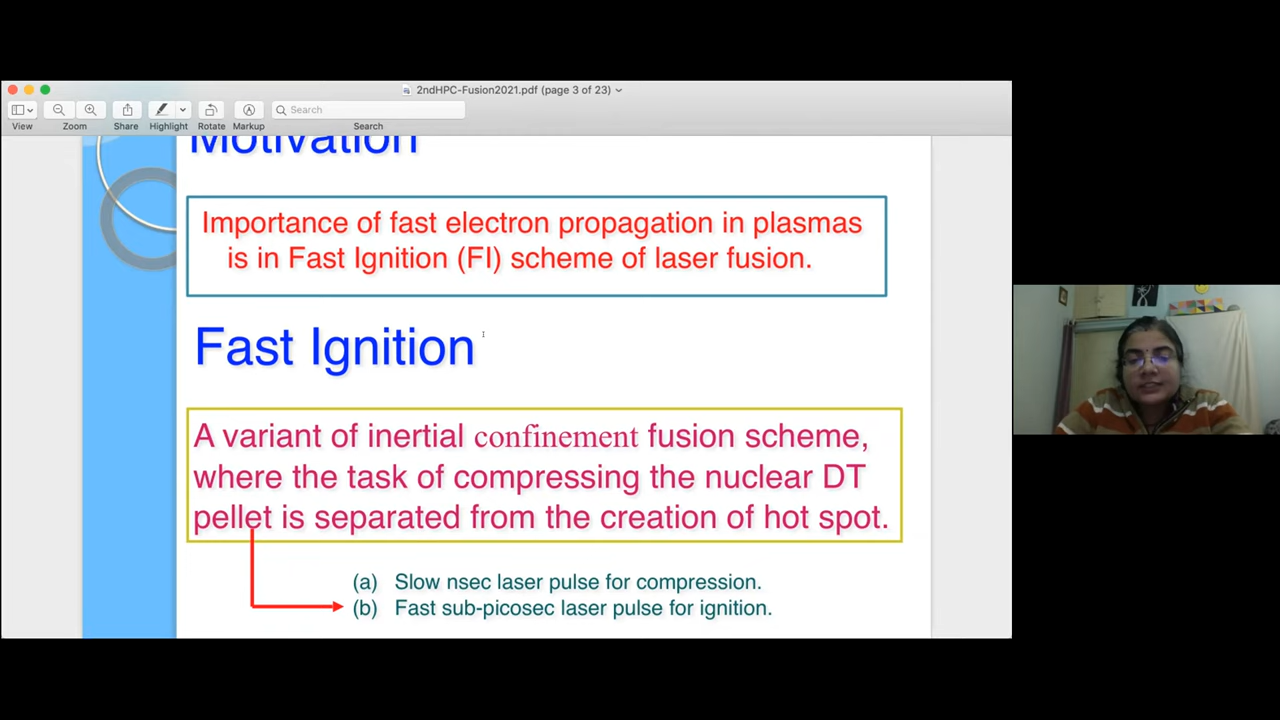 2ndHPC-Fusion2021.pdf (page 3 of 23)
Search
View
Zoom
Share
Highlight
Rotate
Markup
Search
Motivation
Importance of fast electron propagation in plasmas
is in Fast Ignition (FI) scheme of laser fusion.
Fast Ignition
A variant of inertial confinement fusion scheme,
where the task of compressing the nuclear DT
pellet is separated from the creation of hot spot.
(a) Slow nsec laser pulse for compression.
(b) Fast sub-picosec laser pulse for ignition.